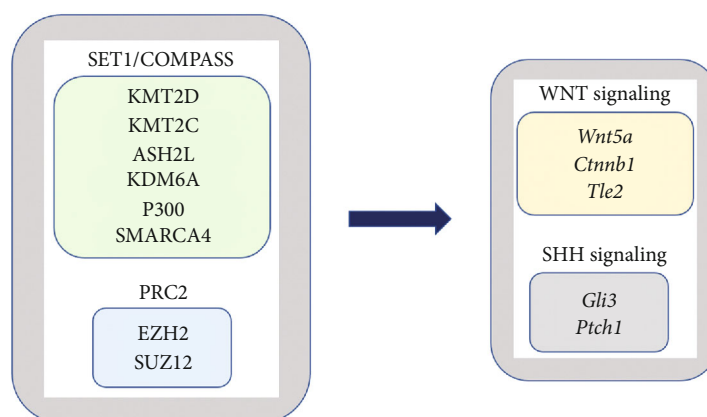 SET1/COMPASS
KMT2D
KMT2C
ASH2L
KDM6A
P300
SMARCA4
PRC2
EZH2
SUZ12
WNT signaling
Wnt5a
Ctnnb1
Tle2
SHH signaling
Gli3
Ptch1